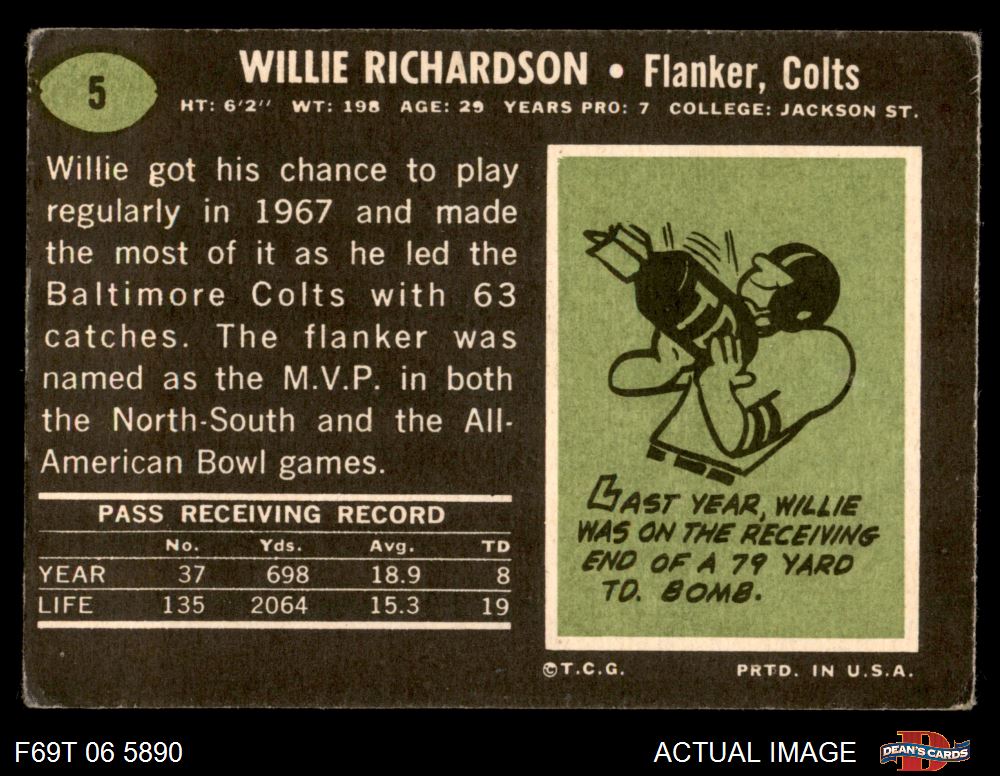 5
WILLIE RICHARDSON • Flanker, Colts
HT: 6'2" WT: 198 AGE: 29 YEARS PRO: 7 COLLEGE: JACKSON ST.
Willie got his chance to play
regularly in 1967 and made
the most of it as he led the
Baltimore Colts with 63
catches. The flanker was
named as the M.V.P. in both
the North-South and the All-
American Bowl games.
PASS RECEIVING RECORD
No. Yds. Avg. TD
YEAR 37 698 18.9 8
LIFE 135 2064 15.3 19
LAST YEAR, WILLIE
WAS ON THE RECEIVING
END OF A 79 YARD
TD. BOMB.
©T.C.G. PRTD. IN U.S.A.
F69T 06 5890
ACTUAL IMAGE
D
DEAN'S CARDS